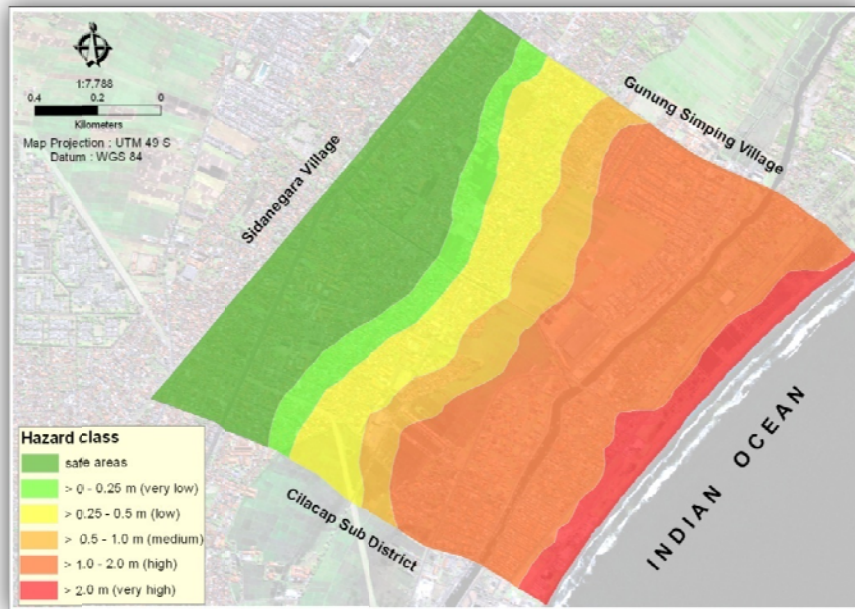 1:7.788
0.4 0.2 0
Kilometers
Map Projection : UTM 49 S
Datum : WGS 84
Gunung Simping Village
Sidanegara Village
INDIAN OCEAN
Cilacap Sub District
Hazard class
safe areas
> 0 - 0.25 m (very low)
> 0.25 - 0.5 m (low)
> 0.5 - 1.0 m (medium)
> 1.0 - 2.0 m (high)
> 2.0 m (very high)